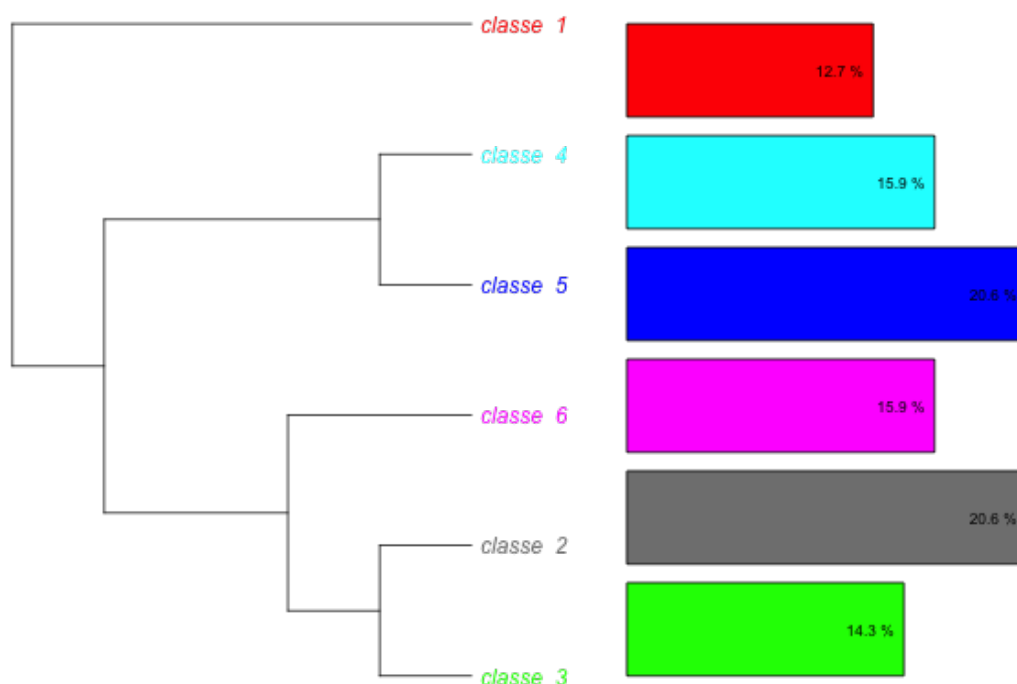 classe 1
12.7 %
classe 4
15.9 %
classe 5
20.6 %
classe 6
15.9 %
classe 2
20.6 %
classe 3
14.3 %